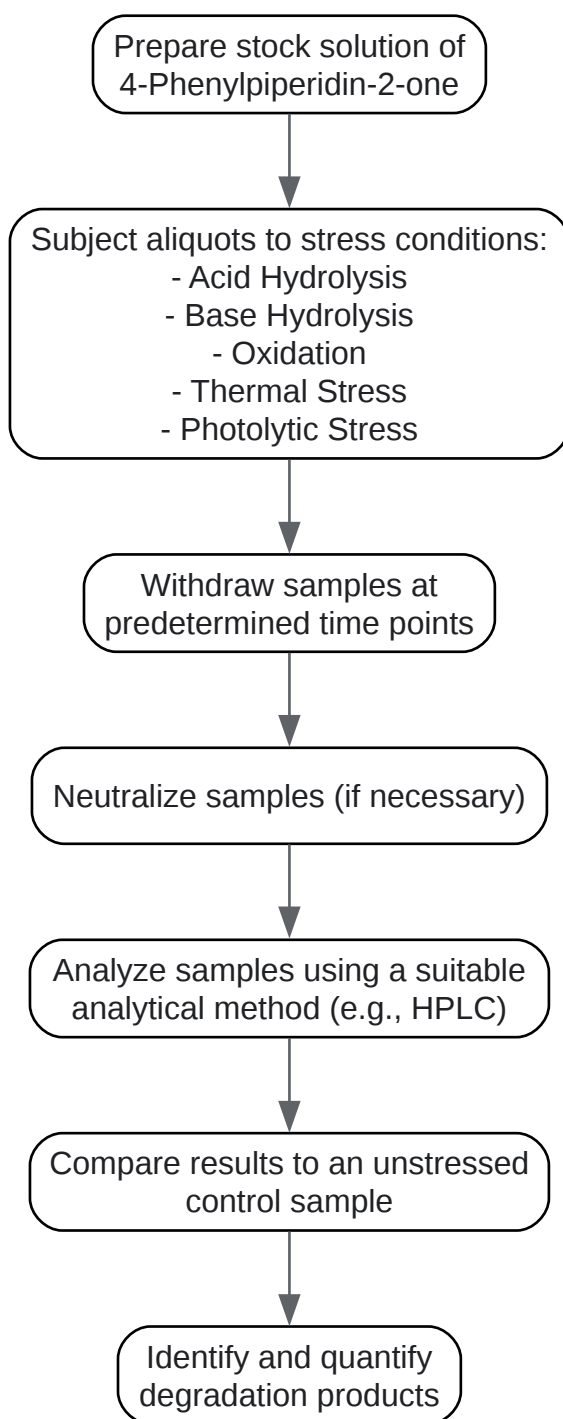 Prepare stock solution of
4-Phenylpiperidin-2-one
Subject aliquots to stress conditions:
- Acid Hydrolysis
- Base Hydrolysis
- Oxidation
- Thermal Stress
- Photolytic Stress
Withdraw samples at
predetermined time points
Neutralize samples (if necessary)
Analyze samples using a suitable
analytical method (e.g., HPLC)
Compare results to an unstressed
control sample
Identify and quantify
degradation products